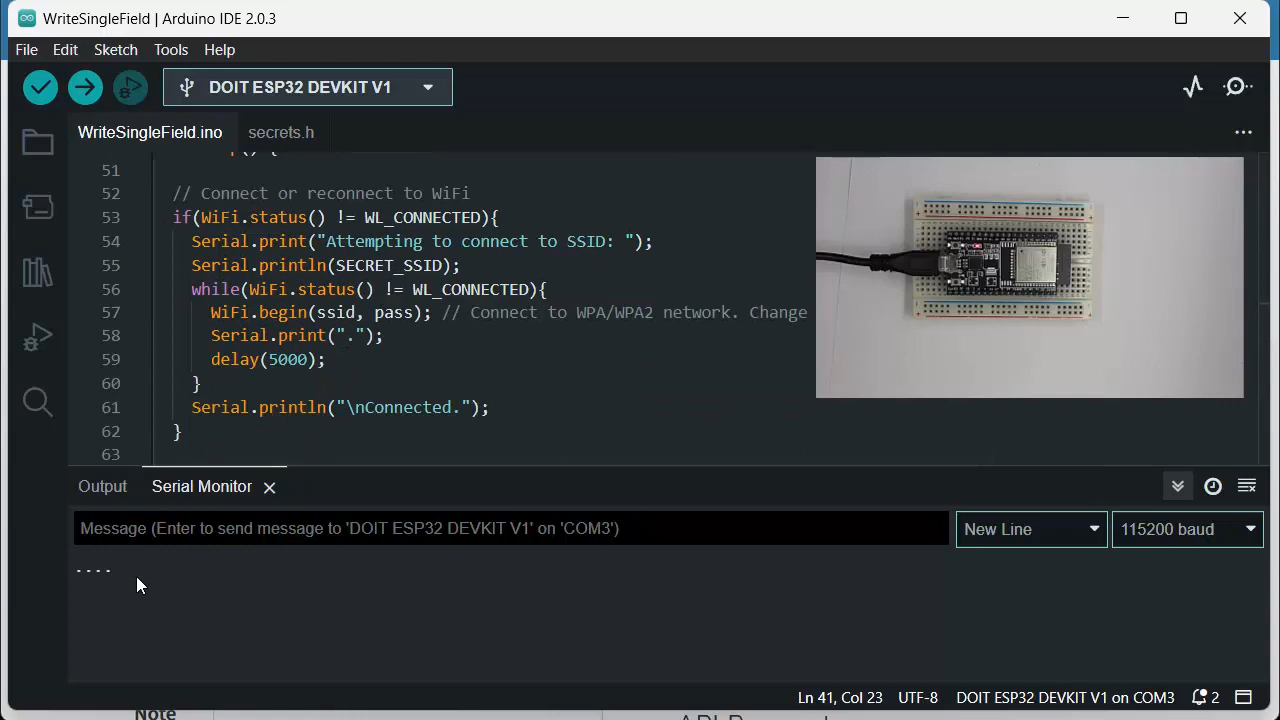 WriteSingleField | Arduino IDE 2.0.3
File Edit Sketch Tools Help
DOIT ESP32 DEVKIT V1
WriteSingleField.ino secrets.h
51
52 // Connect or reconnect to WiFi
53 if(WiFi.status() != WL_CONNECTED){
54 Serial.print("Attempting to connect to SSID: ");
55 Serial.println(SECRET_SSID);
56 while(WiFi.status() != WL_CONNECTED){
57 WiFi.begin(ssid, pass); // Connect to WPA/WPA2 network. Change
58 Serial.print(".");
59 delay(5000);
60 }
61 Serial.println("\nConnected.");
62 }
63
Output Serial Monitor
Message (Enter to send message to 'DOIT ESP32 DEVKIT V1' on 'COM3') New Line 115200 baud
....
Ln 41, Col 23 UTF-8 DOIT ESP32 DEVKIT V1 on COM3 2
Note